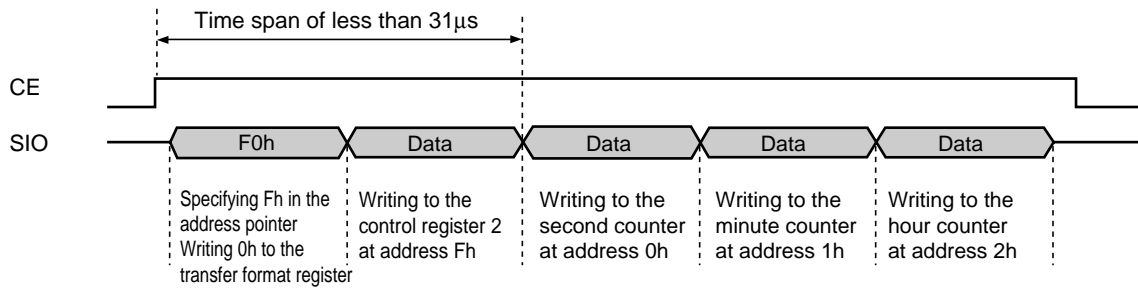 Time span of less than 31µs
CE
SIO
F0h
Data
Data
Data
Data
Specifying Fh in the
address pointer
Writing 0h to the
transfer format register
Writing to the
control register 2
at address Fh
Writing to the
second counter
at address 0h
Writing to the
minute counter
at address 1h
Writing to the
hour counter
at address 2h